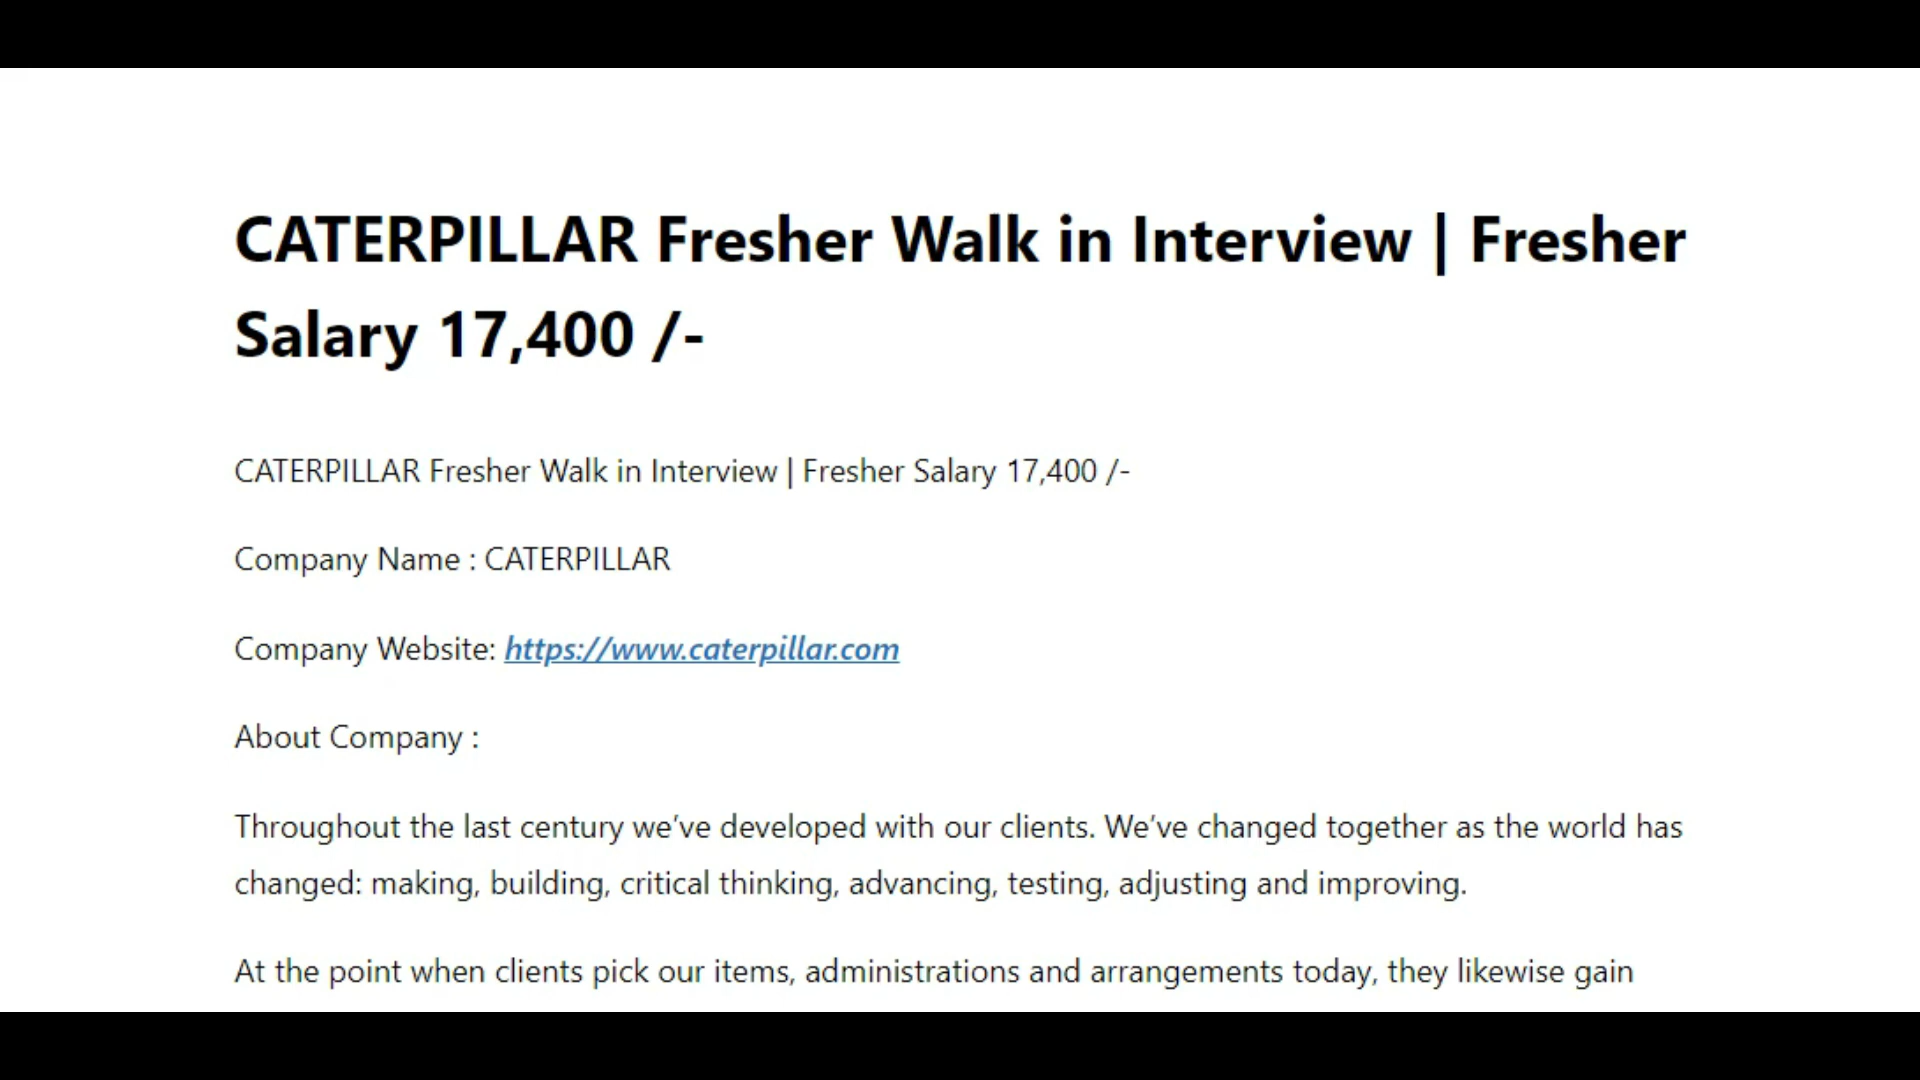 CATERPILLAR Fresher Walk in Interview | Fresher
Salary 17,400 /-
CATERPILLAR Fresher Walk in Interview | Fresher Salary 17,400 /-
Company Name : CATERPILLAR
Company Website: https://www.caterpillar.com
About Company :
Throughout the last century we’ve developed with our clients. We’ve changed together as the world has
changed: making, building, critical thinking, advancing, testing, adjusting and improving.
At the point when clients pick our items, administrations and arrangements today, they likewise gain